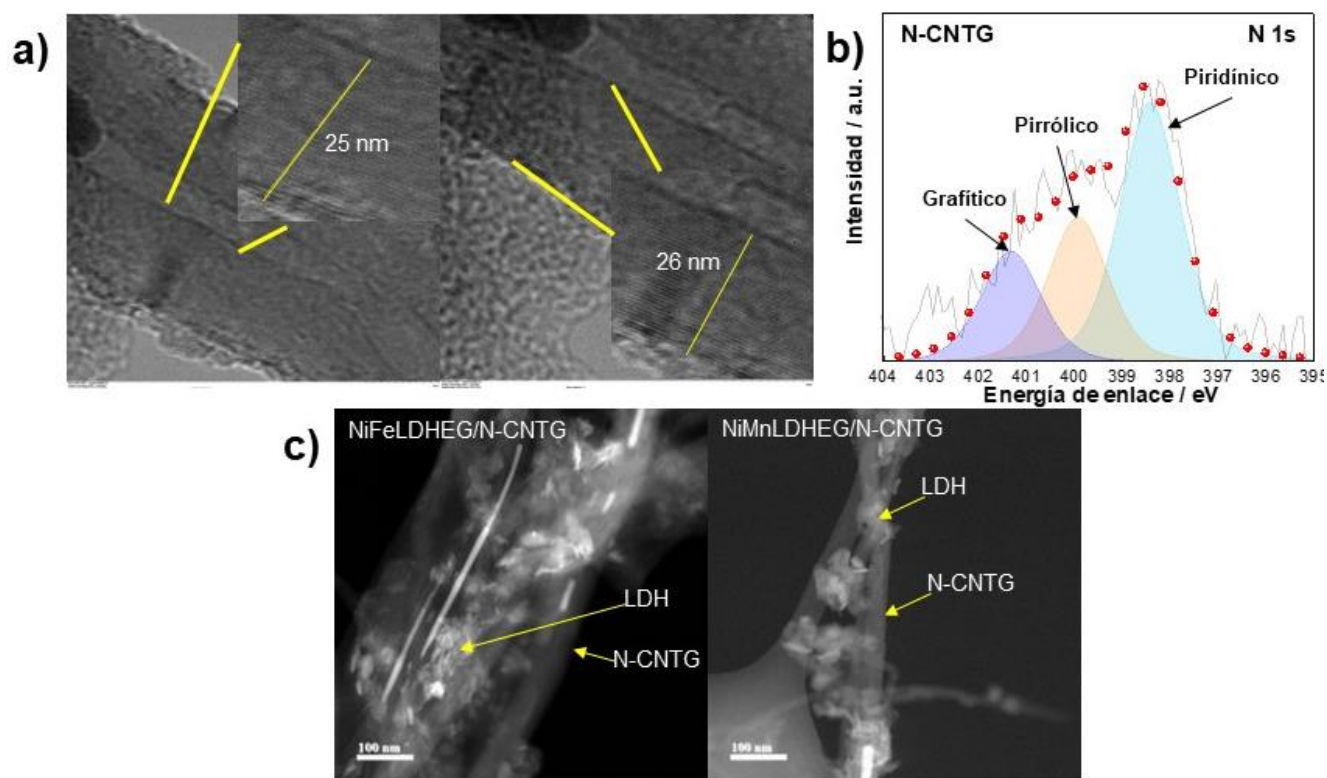 a)
25 nm
26 nm
b)
N-CNTG
N 1s
Piridínico
Pirrólico
Grafítico
Intensidad / a.u.
404 403 402 401 400 399 398 397 396 395
Energía de enlace / eV
c)
NiFeLDHEG/N-CNTG
LDH
N-CNTG
100 nm
NiMnLDHEG/N-CNTG
LDH
N-CNTG
100 nm